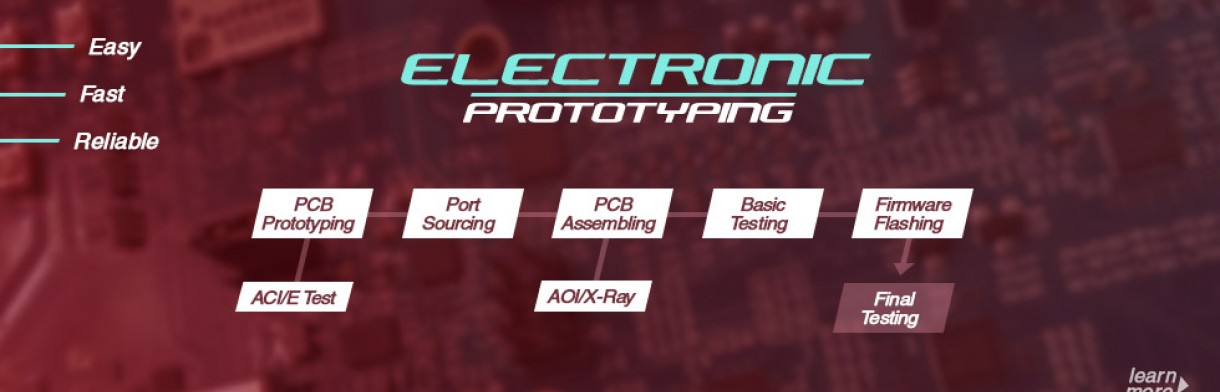 Easy
Fast
Reliable
ELECTRONIC
PROTOTYPING
PCB
Prototyping
Port
Sourcing
PCB
Assembling
Basic
Testing
Firmware
Flashing
ACI/E Test
AOI/X-Ray
Final
Testing
learn
more